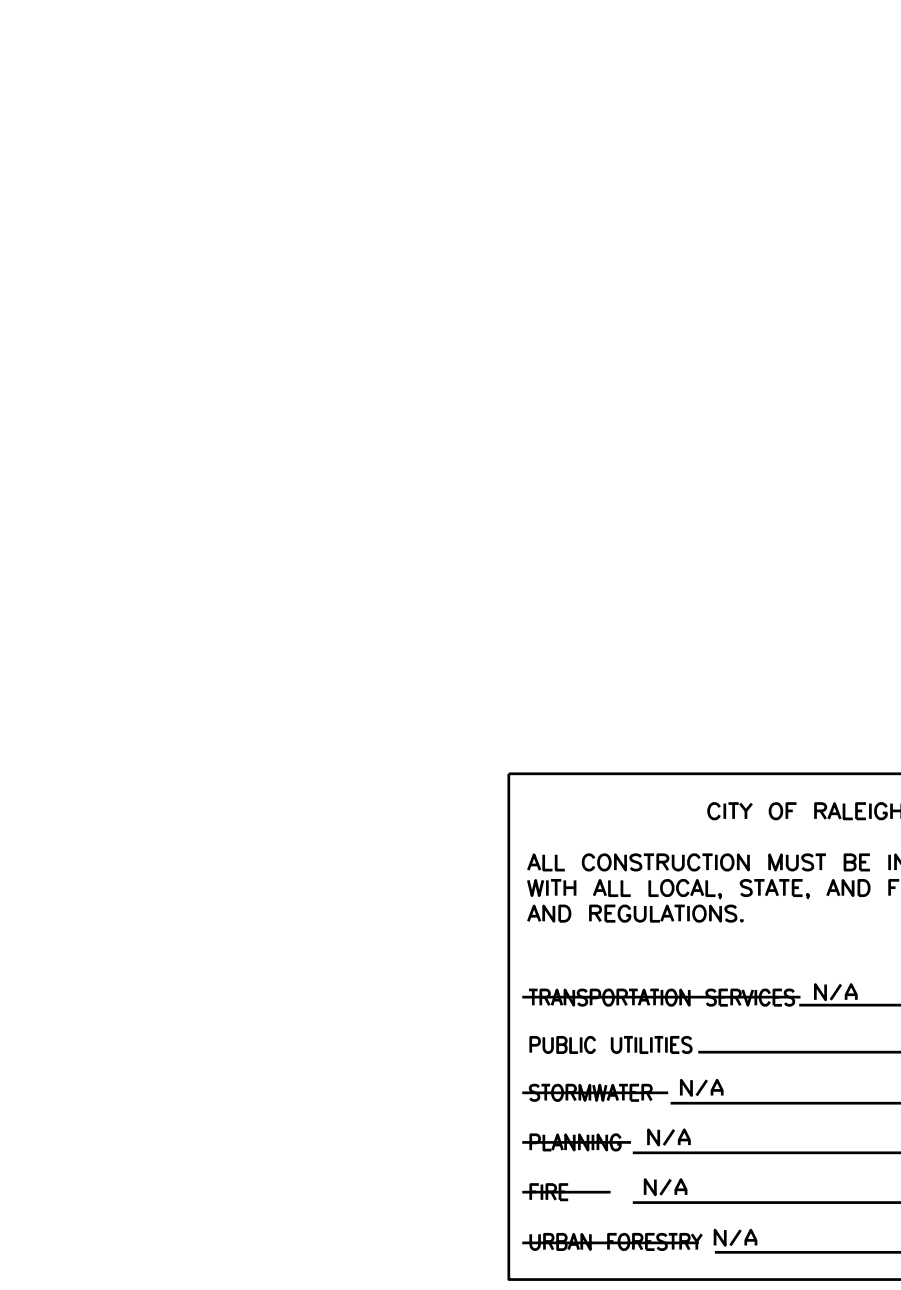 CITY OF RALEIGH
ALL CONSTRUCTION MUST BE
WITH ALL LOCAL, STATE, AND
AND REGULATIONS.
TRANSPORTATION SERVICES N/A
PUBLIC UTILITIES
STORMWATER N/A
PLANNING N/A
FIRE N/A
URBAN FORESTRY N/A